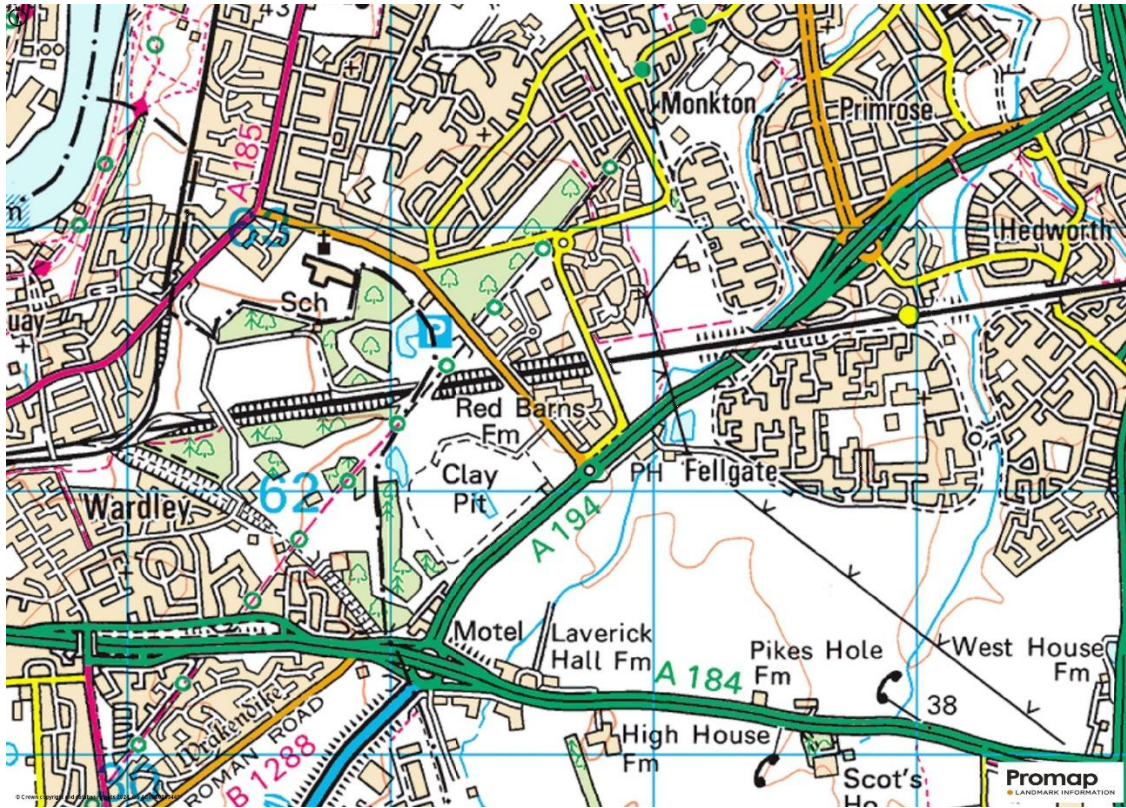 43
Monkton
Primrose
A 185
63
Hedworth
Sch
uay
P
Red Barns
Fm
Clay
Pit
PH
Fellgate
62
Wardley
A 194
Motel
Laverick
Hall Fm
Pikes Hole
Fm
West House
Fm
A 184
38
High House
Fm
ROMAN ROAD
B 1288
Scot's
Ho
Promap
LANDMARK INFORMATION